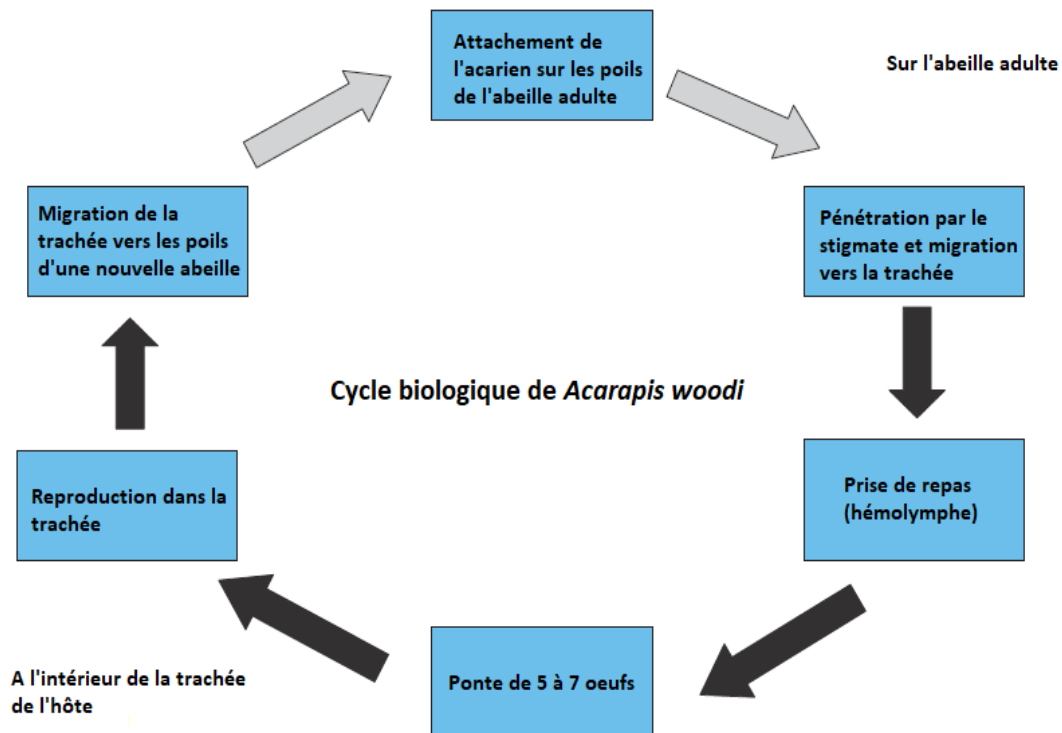 Attachement de
l'acarien sur les poils
de l'abeille adulte
Sur l'abeille adulte
Pénétration par le
stigmate et migration
vers la trachée
Prise de repas
(hémolymphe)
Ponte de 5 à 7 oeufs
A l'intérieur de la trachée
de l'hôte
Reproduction dans la
trachée
Migration de la
trachée vers les poils
d'une nouvelle abeille
Cycle biologique de Acarapis woodi